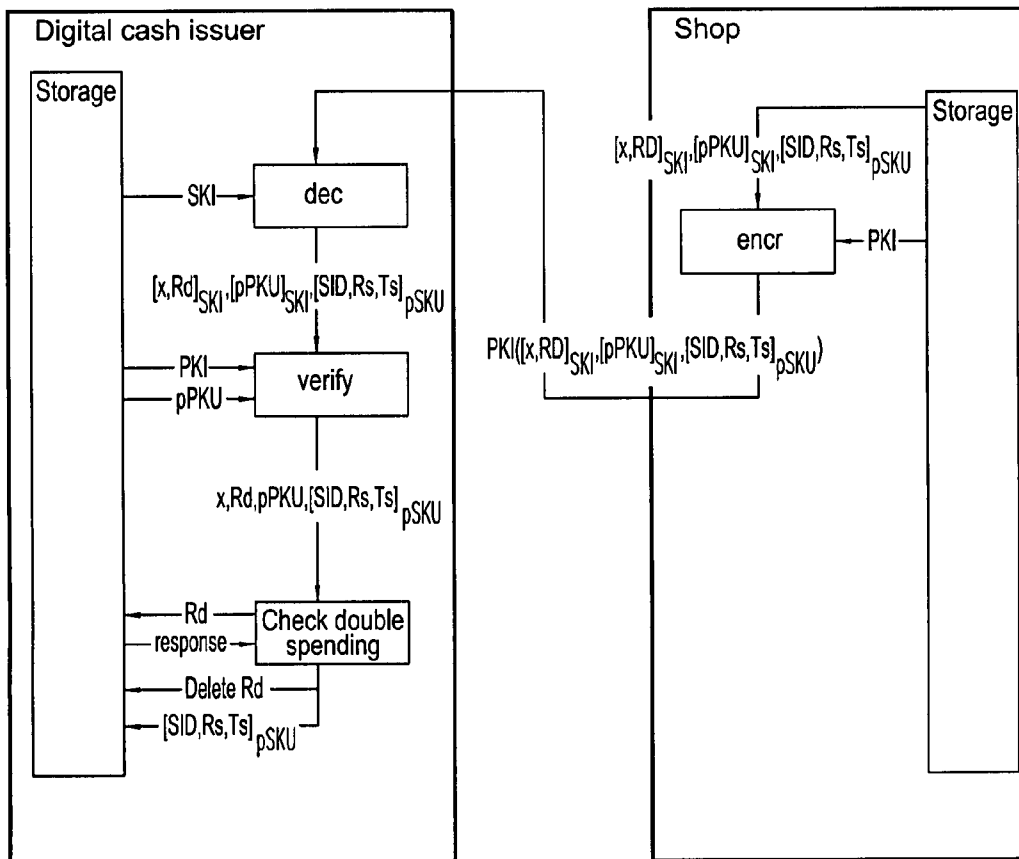 Digital cash issuer
Storage
SKI
dec
[x,Rd]SKI,[pPKU]SKI,[SID,Rs,Ts]pSKU
PKI
pPKU
verify
x,Rd,pPKU,[SID,Rs,Ts]pSKU
Rd
response
Check double
spending
Delete Rd
[SID,Rs,Ts]pSKU
Shop
Storage
[x,RD]SKI,[pPKU]SKI,[SID,Rs,Ts]pSKU
encr
PKI
PKI([x,RD]SKI,[pPKU]SKI,[SID,Rs,Ts]pSKU)